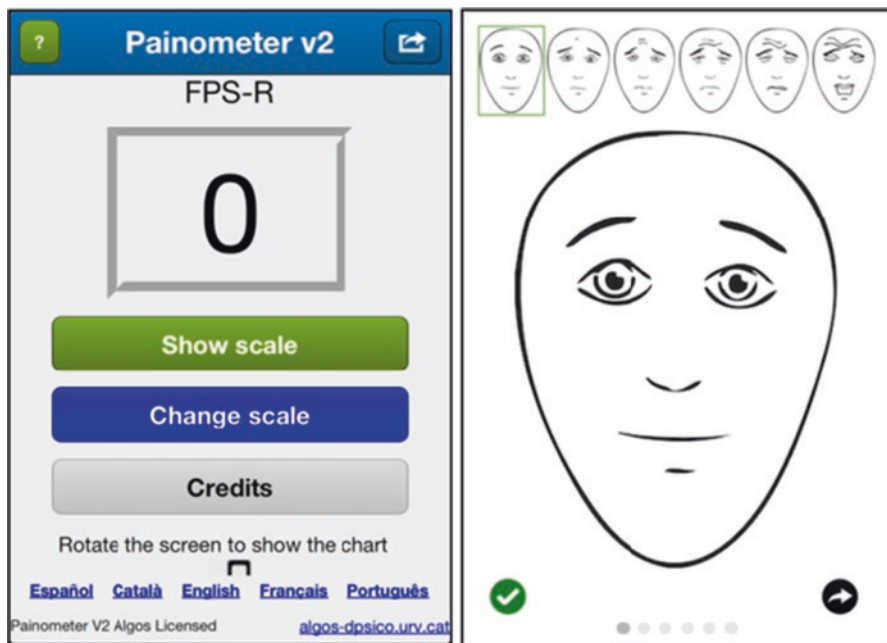 ?
Painometer v2
FPS-R
0
Show scale
Change scale
Credits
Rotate the screen to show the chart
Español Català English Français Português
Painometer V2 Algos Licensed algos-dpsico.urv.cat